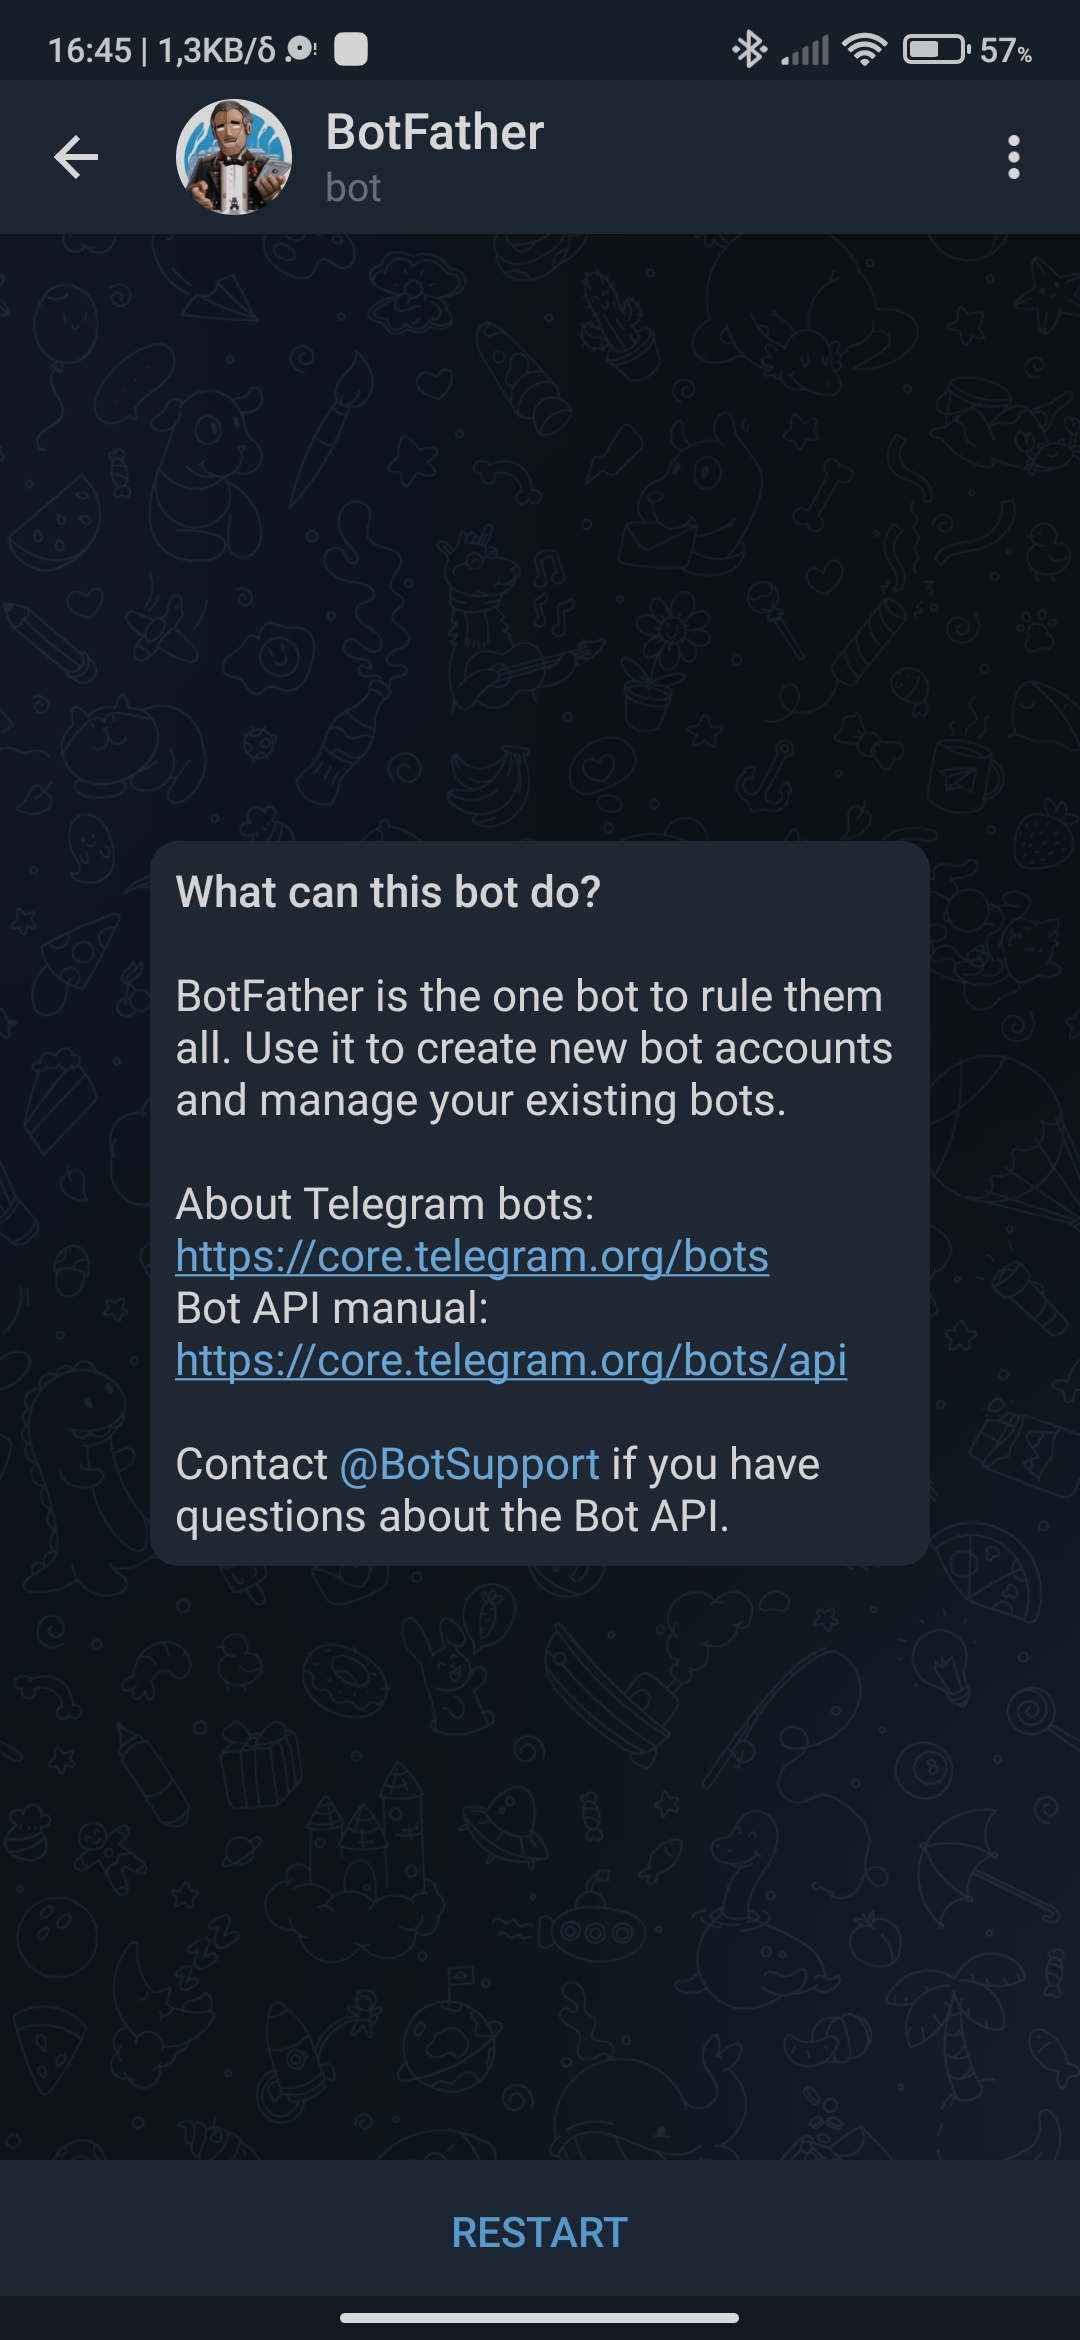 16:45 | 1,3KB/δ
57%
BotFather
bot
What can this bot do?
BotFather is the one bot to rule them
all. Use it to create new bot accounts
and manage your existing bots.
About Telegram bots:
https://core.telegram.org/bots
Bot API manual:
https://core.telegram.org/bots/api
Contact @BotSupport if you have
questions about the Bot API.
RESTART